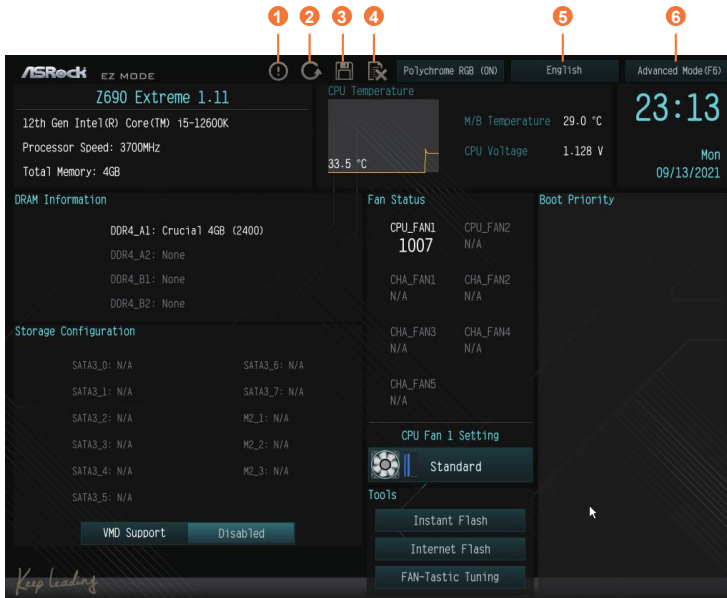 1 2 3 4 5 6
ASRock EZ MODE
Polychrome RGB (ON)
English
Advanced Mode(F6)
Z690 Extreme 1.11
12th Gen Intel(R) Core(TM) i5-12600K
Processor Speed: 3700MHz
Total Memory: 4GB
CPU Temperature
33.5 °C
M/B Temperature 29.0 °C
CPU Voltage 1.128 V
23:13
Mon
09/13/2021
DRAM Information
DDR4_A1: Crucial 4GB (2400)
DDR4_A2: None
DDR4_B1: None
DDR4_B2: None
Storage Configuration
SATA3_0: N/A SATA3_6: N/A
SATA3_1: N/A SATA3_7: N/A
SATA3_2: N/A M2_1: N/A
SATA3_3: N/A M2_2: N/A
SATA3_4: N/A M2_3: N/A
SATA3_5: N/A
VMD Support Disabled
Fan Status
CPU_FAN1 CPU_FAN2
1007 N/A
CHA_FAN1 CHA_FAN2
N/A N/A
CHA_FAN3 CHA_FAN4
N/A N/A
CHA_FAN5
N/A
CPU Fan 1 Setting
Standard
Tools
Instant Flash
Internet Flash
FAN-Tastic Tuning
Boot Priority
Keep Leading